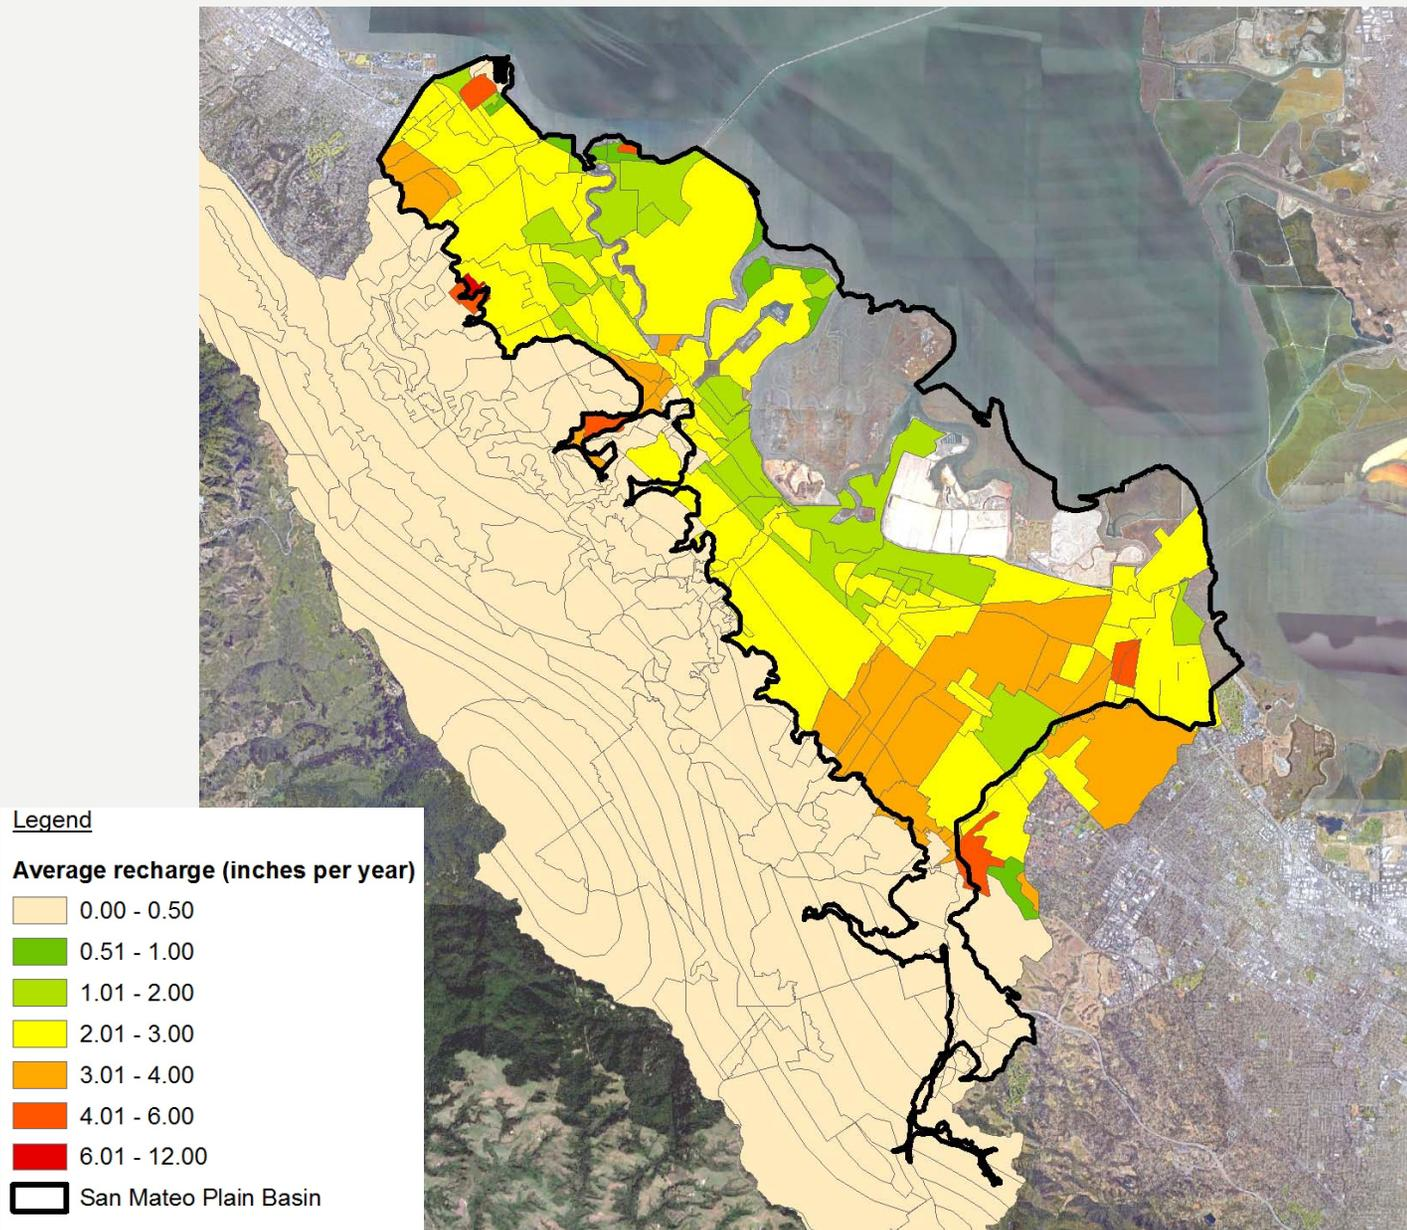 Legend
Average recharge (inches per year)
0.00 - 0.50
0.51 - 1.00
1.01 - 2.00
2.01 - 3.00
3.01 - 4.00
4.01 - 6.00
6.01 - 12.00
San Mateo Plain Basin